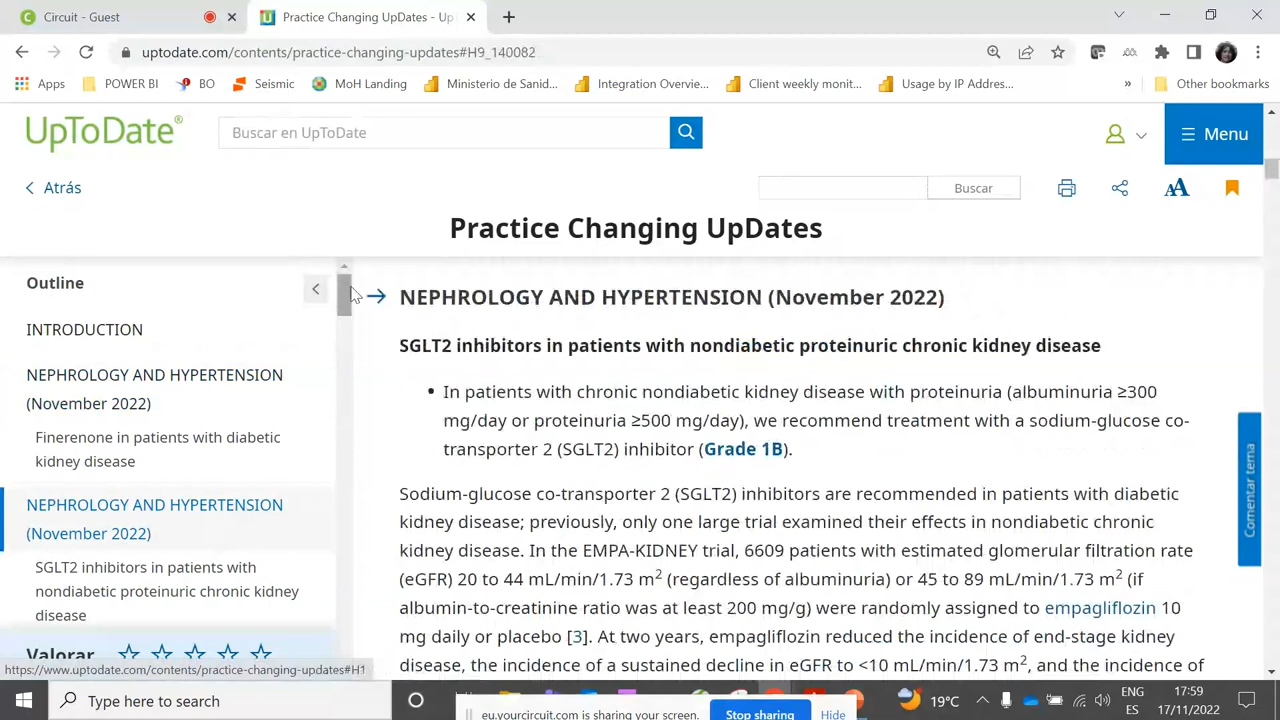 Circuit - Guest
Practice Changing UpDates - Up
uptodate.com/contents/practice-changing-updates#H9_140082
Apps
POWER BI
BO
Seismic
MoH Landing
Ministerio de Sanid...
Integration Overvie...
Client weekly monit...
Usage by IP Addres...
»
Other bookmarks
UpToDate®
Buscar en UpToDate
Menu
Atrás
Buscar
AA
Practice Changing UpDates
Outline
INTRODUCTION
NEPHROLOGY AND HYPERTENSION
(November 2022)
Finerenone in patients with diabetic
kidney disease
NEPHROLOGY AND HYPERTENSION
(November 2022)
SGLT2 inhibitors in patients with
nondiabetic proteinuric chronic kidney
disease
Valorar
https://www.uptodate.com/contents/practice-changing-updates#H1
NEPHROLOGY AND HYPERTENSION (November 2022)
SGLT2 inhibitors in patients with nondiabetic proteinuric chronic kidney disease
• In patients with chronic nondiabetic kidney disease with proteinuria (albuminuria ≥300
mg/day or proteinuria ≥500 mg/day), we recommend treatment with a sodium-glucose co-
transporter 2 (SGLT2) inhibitor (Grade 1B).
Sodium-glucose co-transporter 2 (SGLT2) inhibitors are recommended in patients with diabetic
kidney disease; previously, only one large trial examined their effects in nondiabetic chronic
kidney disease. In the EMPA-KIDNEY trial, 6609 patients with estimated glomerular filtration rate
(eGFR) 20 to 44 mL/min/1.73 m² (regardless of albuminuria) or 45 to 89 mL/min/1.73 m² (if
albumin-to-creatinine ratio was at least 200 mg/g) were randomly assigned to empagliflozin 10
mg daily or placebo [3]. At two years, empagliflozin reduced the incidence of end-stage kidney
disease, the incidence of a sustained decline in eGFR to <10 mL/min/1.73 m², and the incidence of
Comentar tema
Type here to search
eu.yourcircuit.com is sharing your screen.
Stop sharing
Hide
19°C
ENG
ES
17:59
17/11/2022